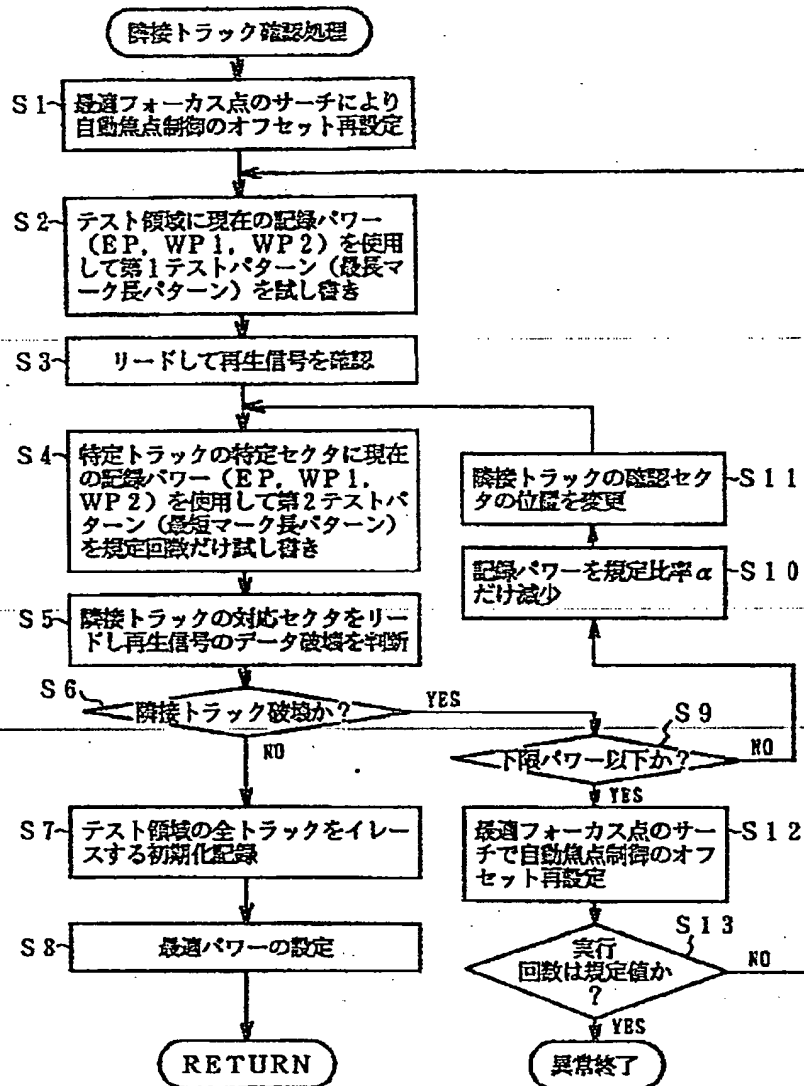 隣接トラック確認処理
S1
最適フォーカス点のサーチにより
自動焦点制御のオフセット再設定
S2
テスト領域に現在の記録パワー
(EP, WP1, WP2)を使用
して第1テストパターン(最長マ
ーク長パターン)を試し書き
S3
リードして再生信号を確認
S4
特定トラックの特定セクタに現在
の記録パワー(EP, WP1,
WP2)を使用して第2テストパ
ターン(最短マーク長パターン)
を規定回数だけ試し書き
S5
隣接トラックの対応セクタをリー
ドし再生信号のデータ破壊を判断
S6
隣接トラック破壊か?
YES
NO
S7
テスト領域の全トラックをイレー
スする初期化記録
S8
最適パワーの設定
RETURN
隣接トラックの確認セク
タの位置を変更
S11
記録パワーを規定比率α
だけ減少
S10
S9
下限パワー以下か?
NO
YES
最適フォーカス点のサー
チで自動焦点制御のオフ
セット再設定
S12
S13
実行
回数は規定値か
?
NO
YES
異常終了